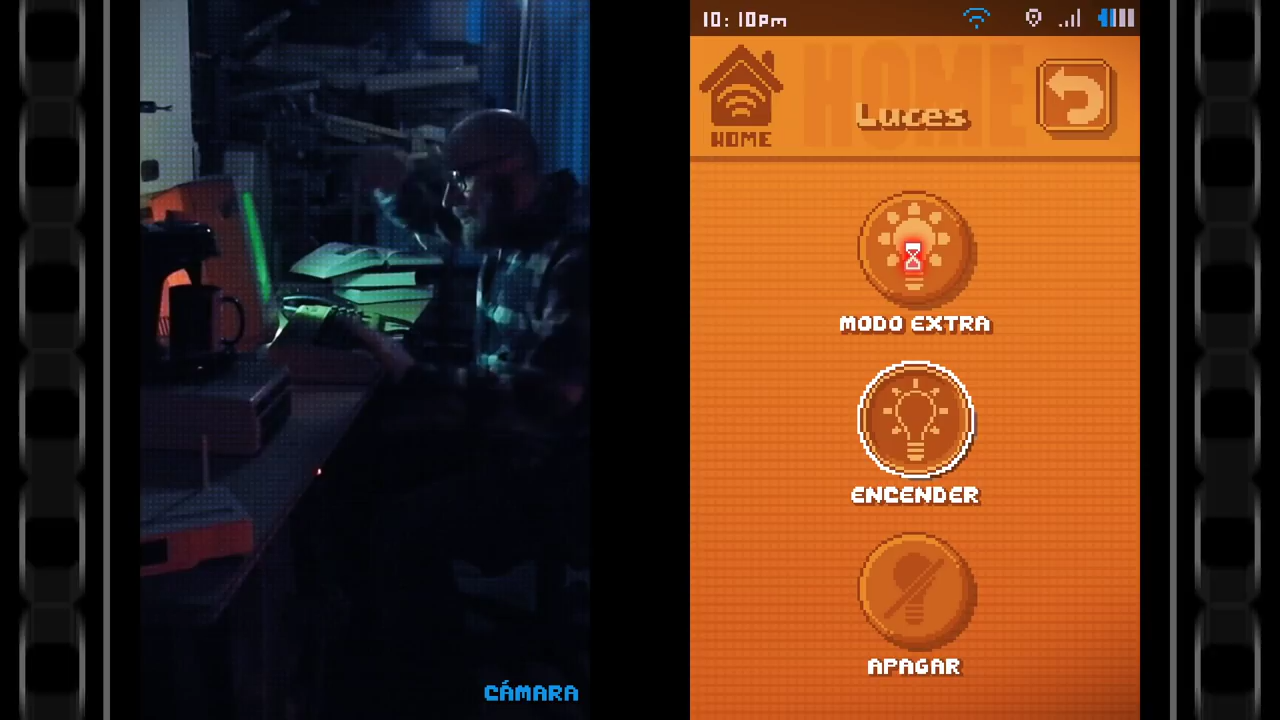 10:10pm
HOME
HOME
Luces
MODO EXTRA
ENCENDER
APAGAR
CÁMARA